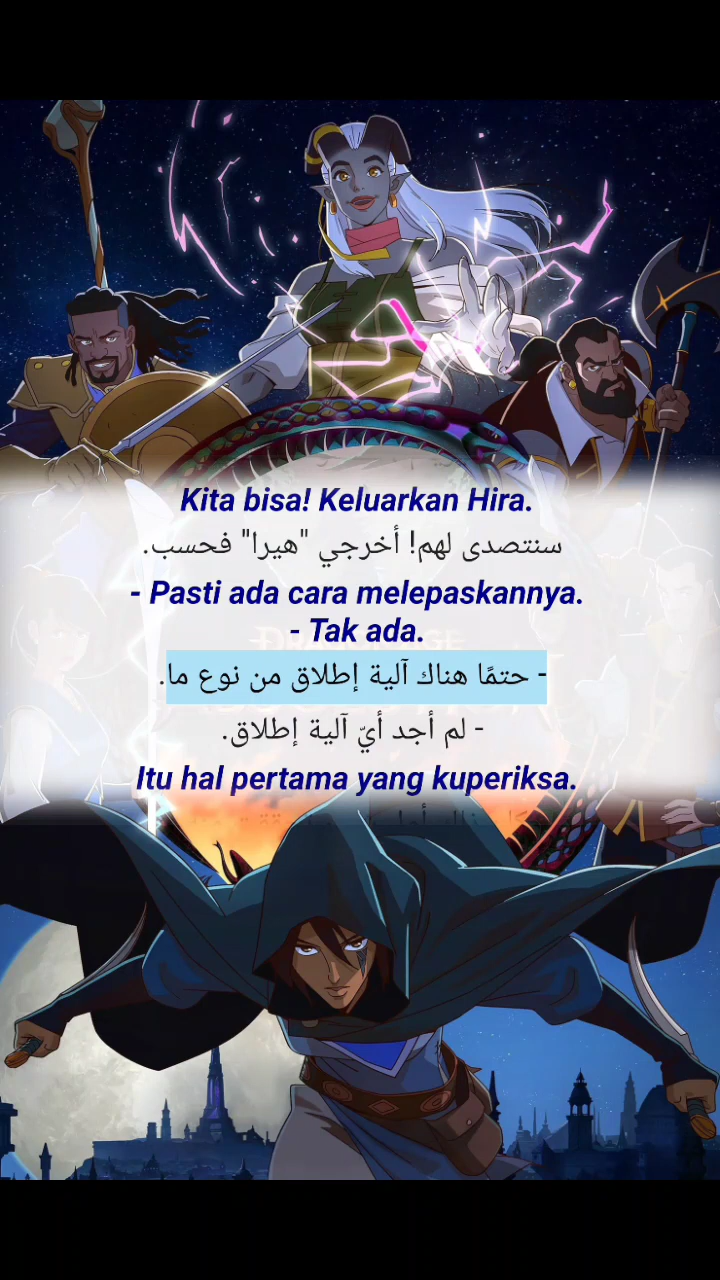 Kita bisa! Keluarkan Hira.
سنتصدى لهم! أخرجي "هيرا" فحسب.
- Pasti ada cara melepaskannya.
- Tak ada.
- حتمًا هناك آلية إطلاق من نوع ما.
- لم أجد أيّ آلية إطلاق.
Itu hal pertama yang kuperiksa.